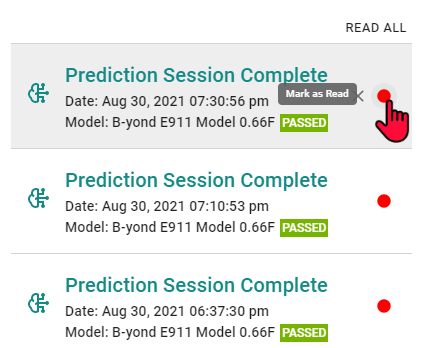 READ ALL
Prediction Session Complete
Date: Aug 30, 2021 07:30:56 pm
Mark as Read
Model: B-yond E911 Model 0.66F PASSED
Prediction Session Complete
Date: Aug 30, 2021 07:10:53 pm
Model: B-yond E911 Model 0.66F PASSED
Prediction Session Complete
Date: Aug 30, 2021 06:37:30 pm
Model: B-yond E911 Model 0.66F PASSED